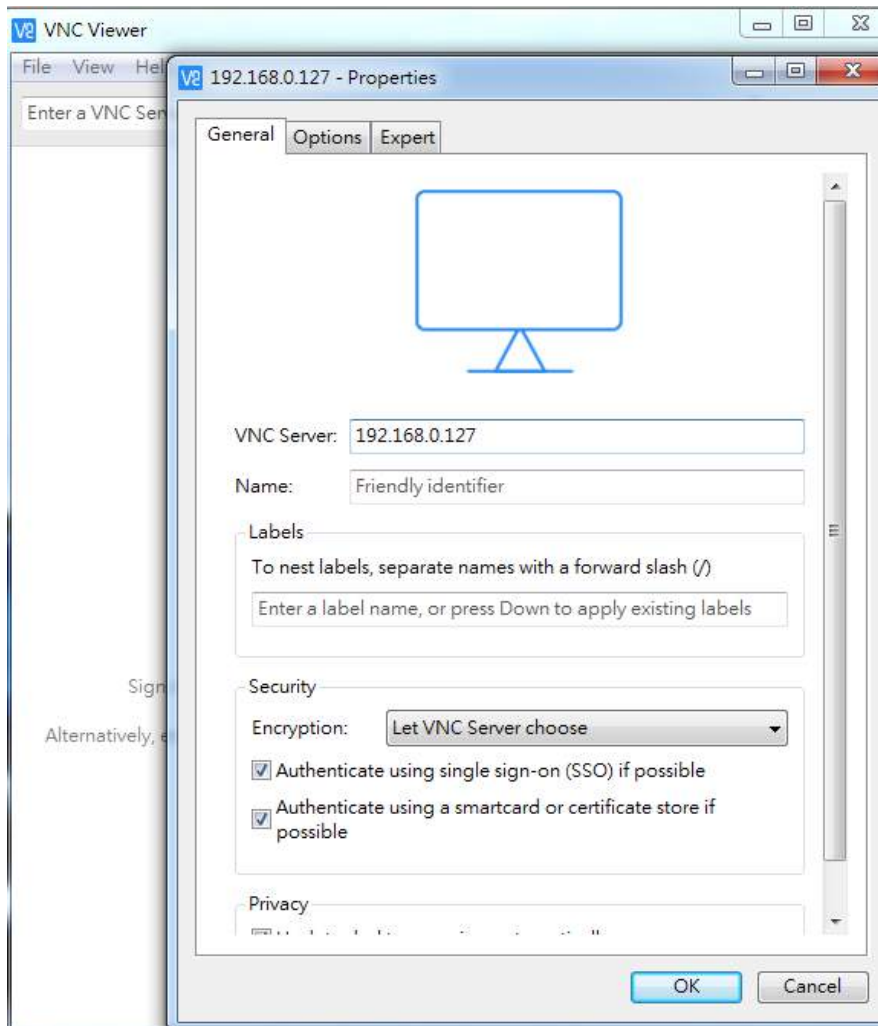 VNC Viewer
File View Hel
192.168.0.127 - Properties
Enter a VNC Ser
General Options Expert
VNC Server: 192.168.0.127
Name: Friendly identifier
Labels
To nest labels, separate names with a forward slash (/)
Enter a label name, or press Down to apply existing labels
Sign
Alternatively, e
Security
Encryption: Let VNC Server choose
Authenticate using single sign-on (SSO) if possible
Authenticate using a smartcard or certificate store if
possible
Privacy
OK Cancel